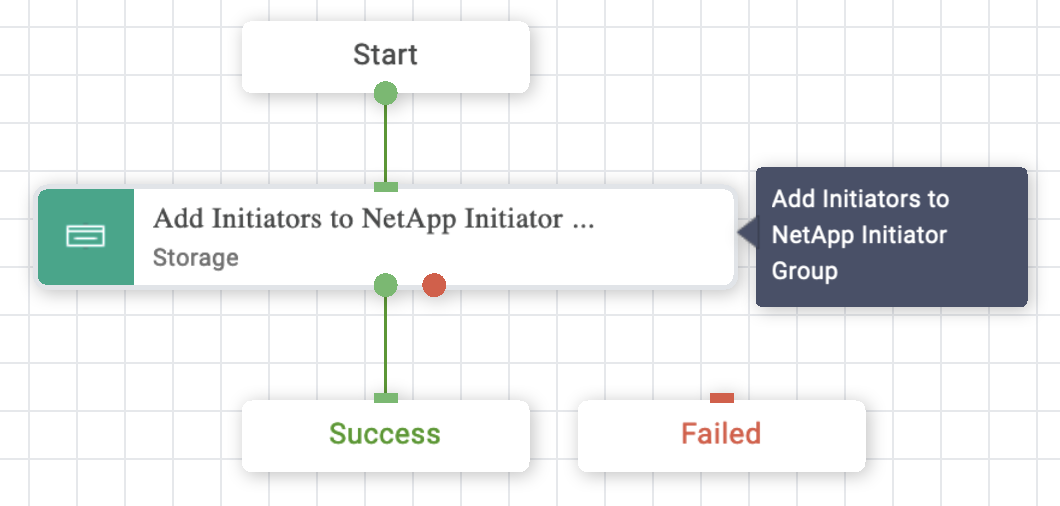 Start
Add Initiators to NetApp Initiator ...
Storage
Add Initiators to
NetApp Initiator
Group
Success
Failed